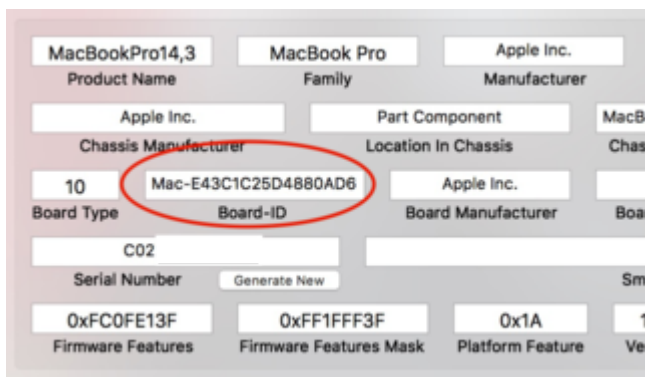 MacBookPro14,3 MacBook Pro Apple Inc.
Product Name Family Manufacturer
Apple Inc. Part Component MacB
Chassis Manufacturer Location In Chassis Chas
10 Mac-E43C1C25D4880AD6 Apple Inc.
Board Type Board-ID Board Manufacturer Boa
C02
Serial Number Generate New Sm
0xFC0FE13F 0xFF1FFF3F 0x1A 1
Firmware Features Firmware Features Mask Platform Feature Ve